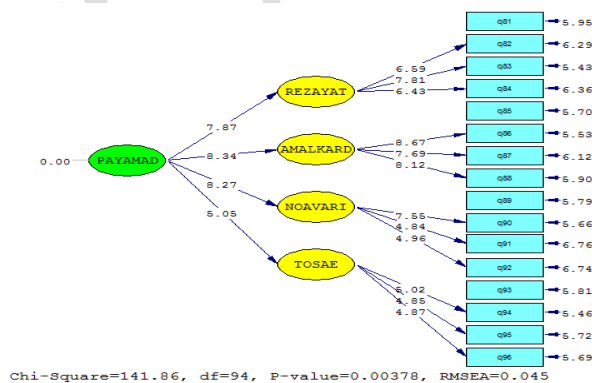 q81 5.95
q82 6.29
6.59
q83 5.43
7.81
REZAYAT 6.43 q84 6.36
q85 5.70
7.87
8.67 q86 5.53
AMALKARD 7.69 q87 6.12
0.00 PAYAMAD 8.34
8.12 q88 5.90
8.27 q89 5.79
NOAVARI 7.55 q90 5.66
5.05 4.84 q91 6.76
4.96 q92 6.74
TOSAE q93 5.81
5.02 q94 5.46
4.85 q95 5.72
4.87 q96 5.69
Chi-Square=141.86, df=94, P-value=0.00378, RMSEA=0.045